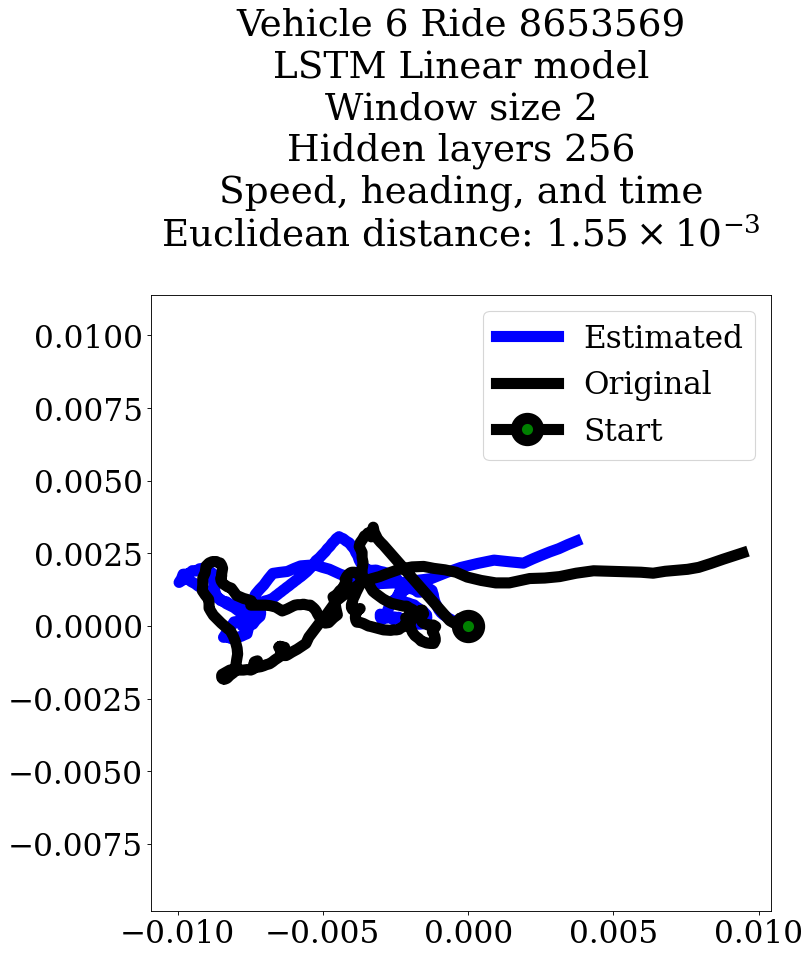 Vehicle 6 Ride 8653569
LSTM Linear model
Window size 2
Hidden layers 256
Speed, heading, and time
Euclidean distance: 1.55 × 10⁻³
Estimated
Original
Start
0.0100
0.0075
0.0050
0.0025
0.0000
−0.0025
−0.0050
−0.0075
−0.010 −0.005 0.000 0.005 0.010